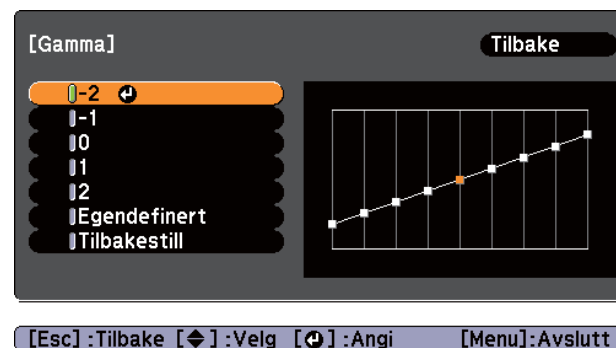 [Gamma]
Tilbake
-2
-1
0
1
2
Egendefinert
Tilbakestill
[Esc] :Tilbake [◆] :Velg [↵] :Angi [Menu]:Avslutt